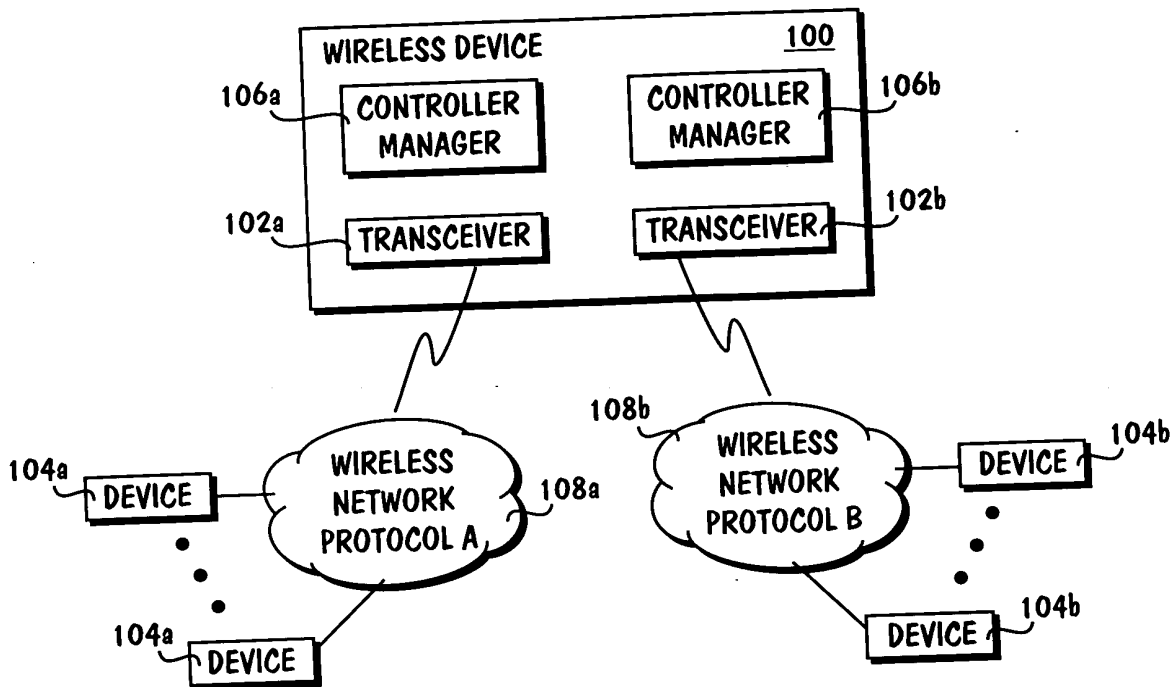 WIRELESS DEVICE
100
106a
CONTROLLER
MANAGER
CONTROLLER
MANAGER
106b
102a
TRANSCEIVER
TRANSCEIVER
102b
104a
DEVICE
WIRELESS
NETWORK
PROTOCOL A
108a
104a
DEVICE
108b
WIRELESS
NETWORK
PROTOCOL B
DEVICE
104b
DEVICE
104b